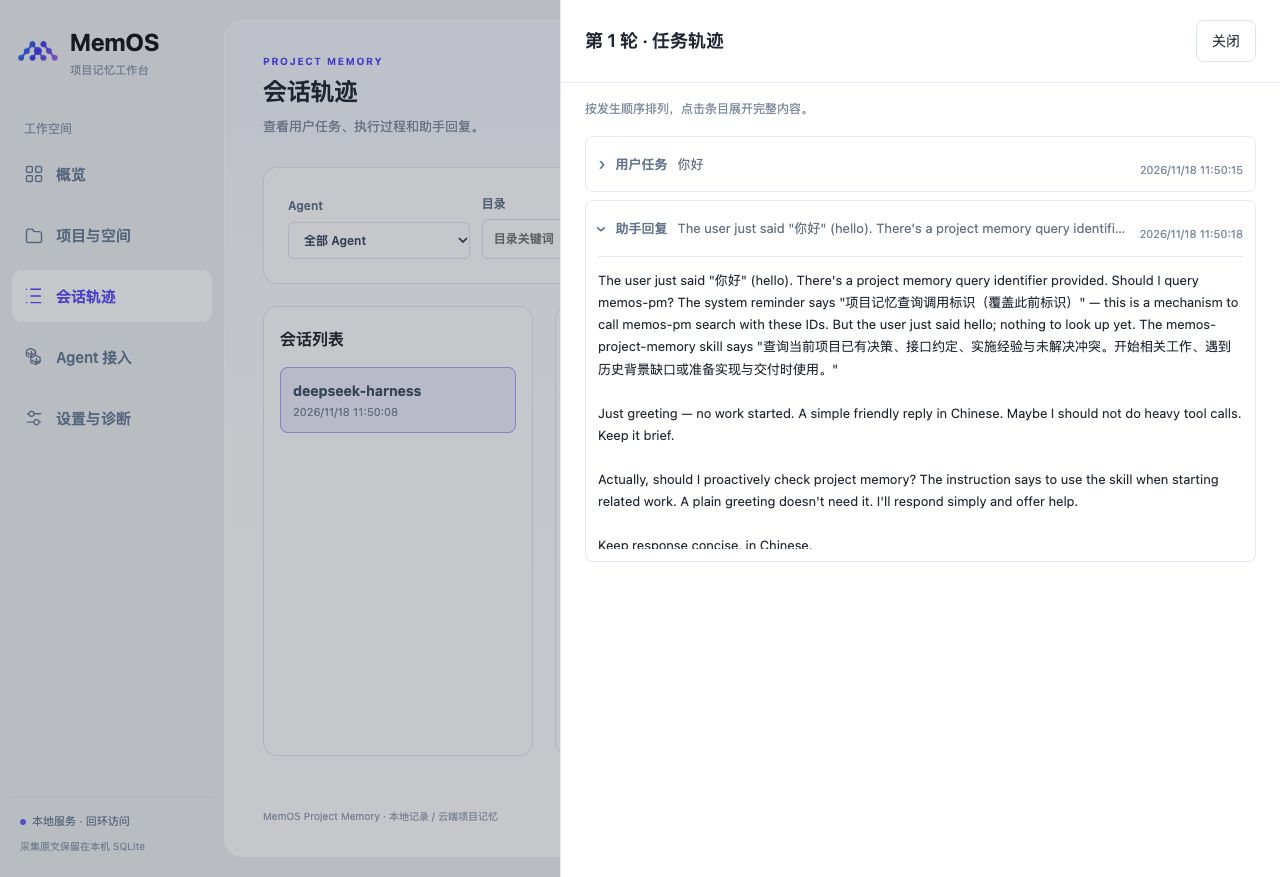 MemOS
项目记忆工作台
工作空间
概览
项目与空间
会话轨迹
Agent 接入
设置与诊断
本地服务 · 回环访问
采集原文保留在本机 SQLite
PROJECT MEMORY
会话轨迹
查看用户任务、执行过程和助手回复。
Agent
目录
全部 Agent
目录关键词
会话列表
deepseek-harness
2026/11/18 11:50:08
MemOS Project Memory · 本地记录 / 云端项目记忆
第 1 轮 · 任务轨迹
关闭
按发生顺序排列，点击条目展开完整内容。
用户任务 你好
2026/11/18 11:50:15
助手回复 The user just said "你好" (hello). There's a project memory query identifi...
2026/11/18 11:50:18
The user just said "你好" (hello). There's a project memory query identifier provided. Should I query
memos-pm? The system reminder says "项目记忆查询调用标识（覆盖此前标识）" — this is a mechanism to
call memos-pm search with these IDs. But the user just said hello; nothing to look up yet. The memos-
project-memory skill says "查询当前项目已有决策、接口约定、实施经验与未解决冲突。开始相关工作、遇到
历史背景缺口或准备实现与交付时使用。"
Just greeting — no work started. A simple friendly reply in Chinese. Maybe I should not do heavy tool calls.
Keep it brief.
Actually, should I proactively check project memory? The instruction says to use the skill when starting
related work. A plain greeting doesn't need it. I'll respond simply and offer help.
Keep response concise, in Chinese.